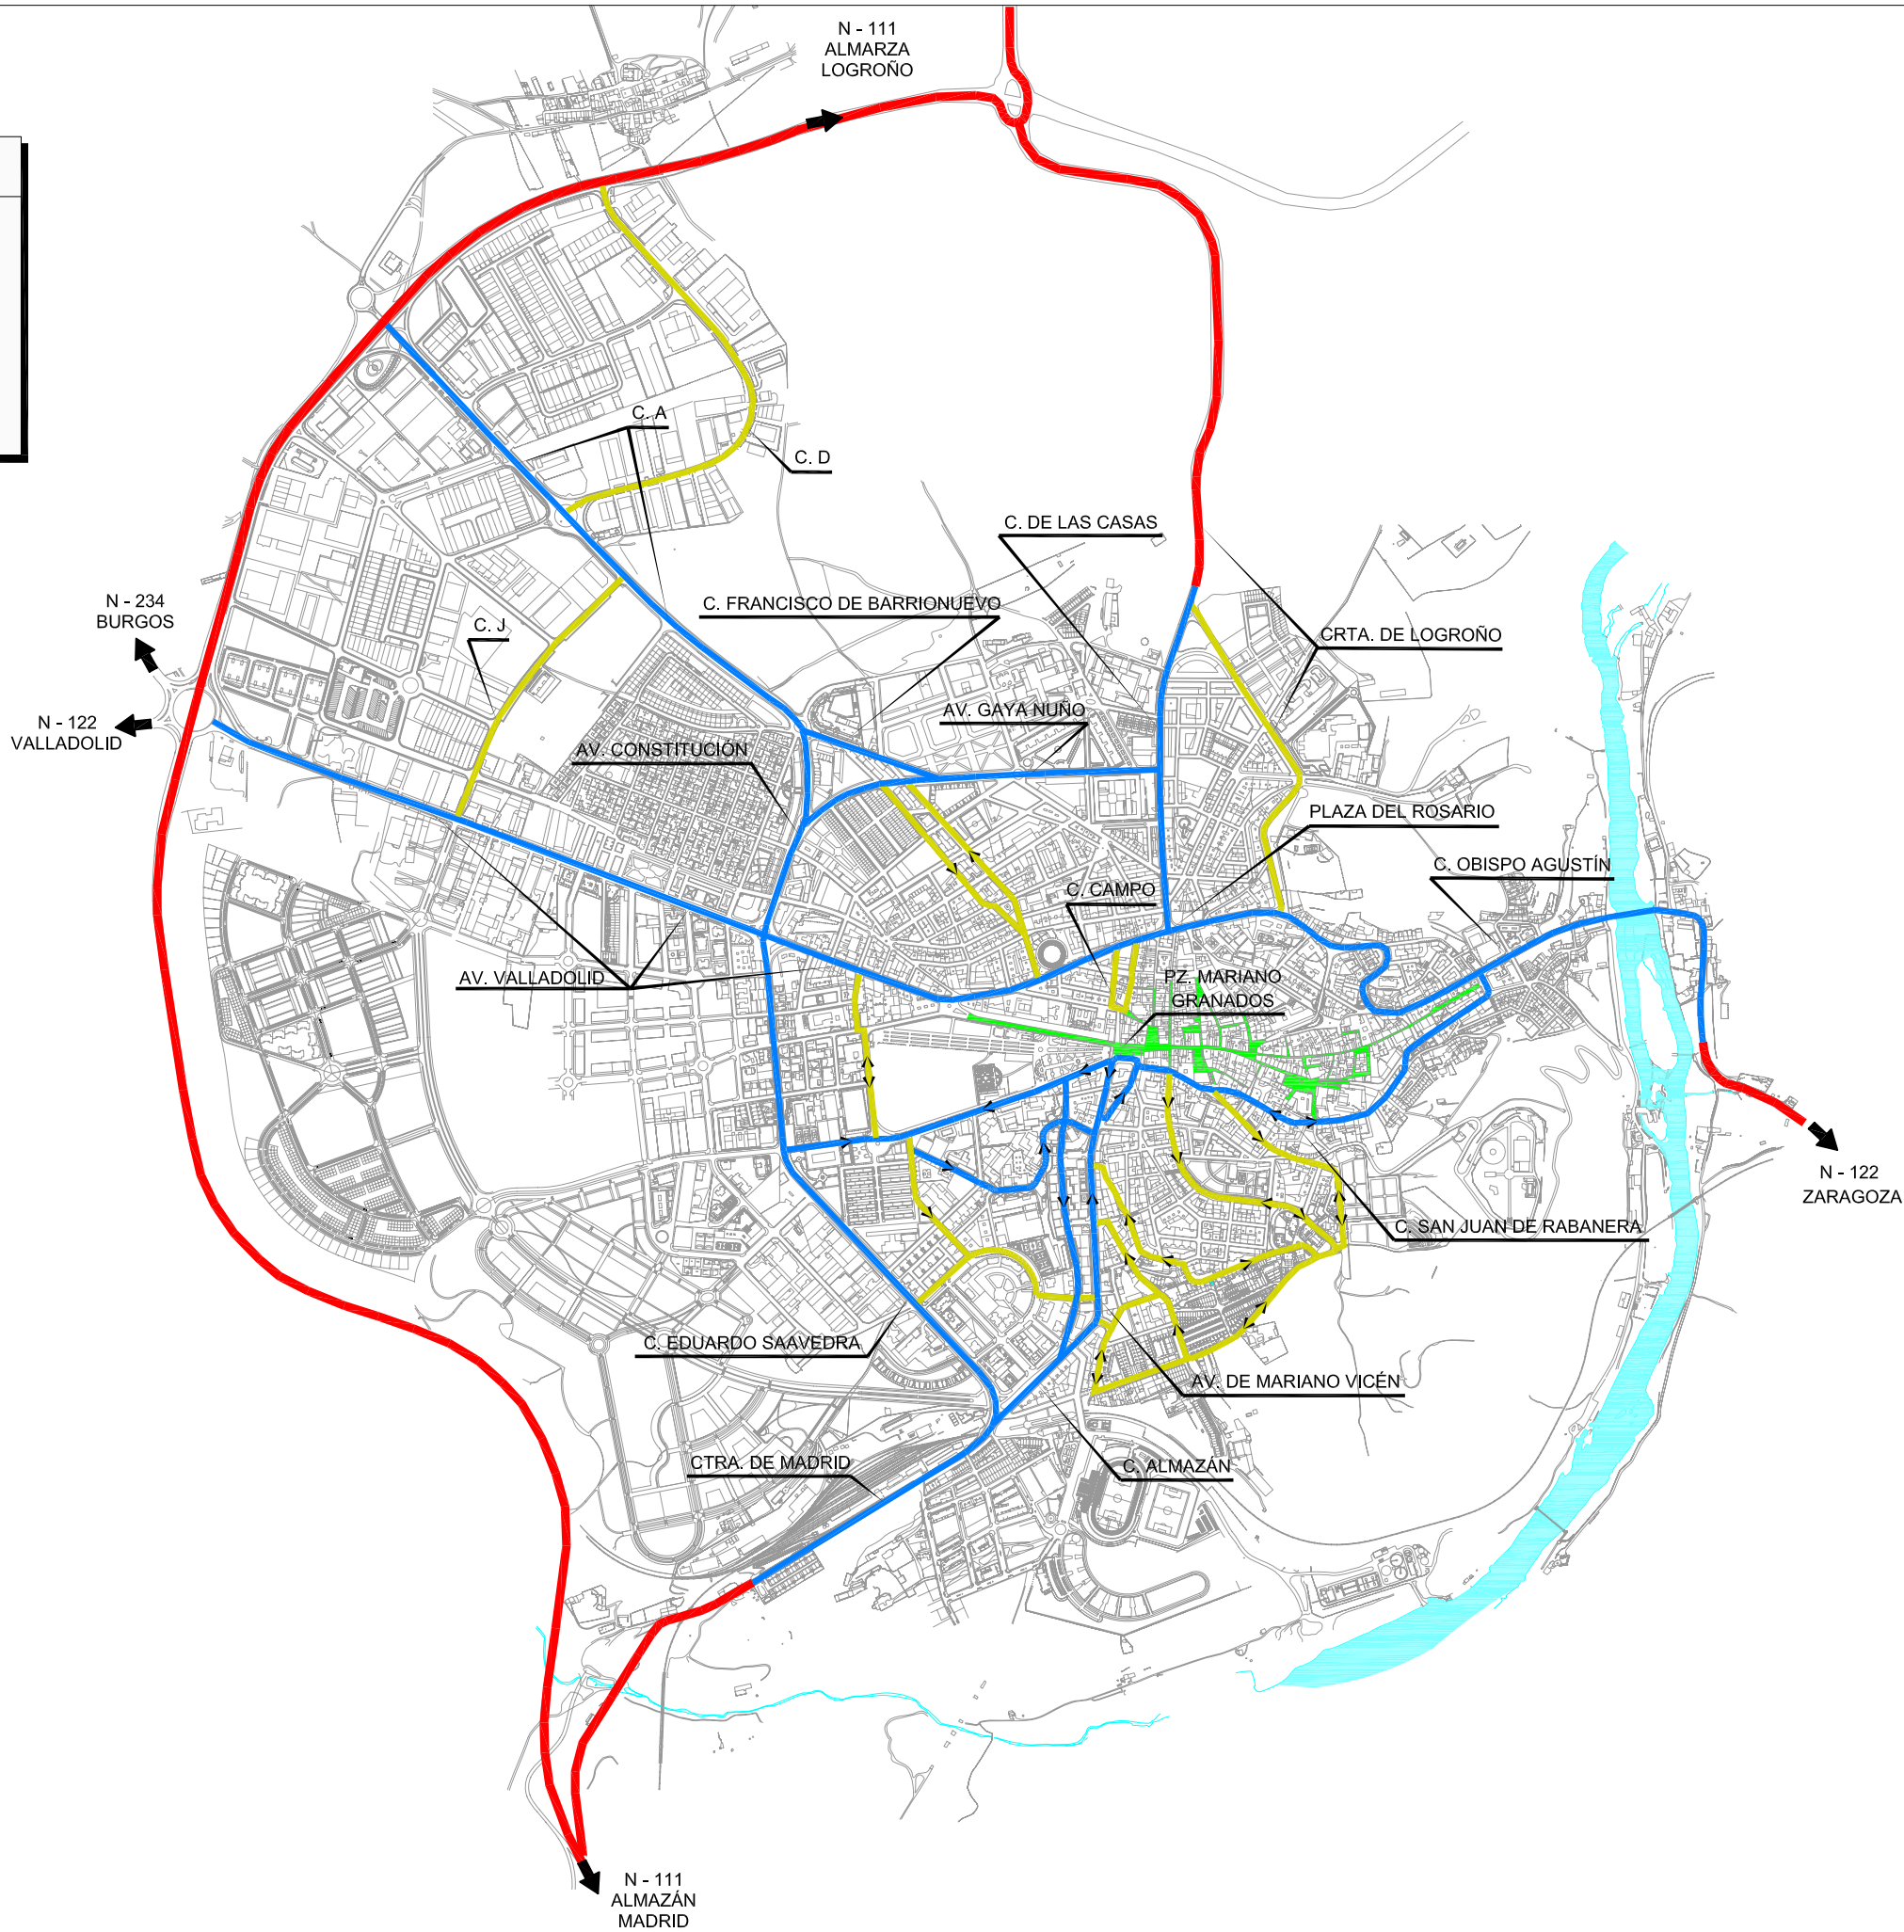 N - 111
ALMARZA
LOGROÑO
C. A
C. D
C. DE LAS CASAS
N - 234
BURGOS
C. FRANCISCO DE BARRIONUEVO
C. J
CRTA. DE LOGROÑO
AV. GAYA NUÑO
N - 122
VALLADOLID
AV. CONSTITUCIÓN
PLAZA DEL ROSARIO
C. OBISPO AGUSTÍN
C. CAMPO
AV. VALLADOLID
PZ. MARIANO
GRANADOS
N - 122
ZARAGOZA
C. SAN JUAN DE RABANERA
C. EDUARDO SAAVEDRA
AV. DE MARIANO VICÉN
CTRA. DE MADRID
C. ALMAZÁN
N - 111
ALMAZÁN
MADRID